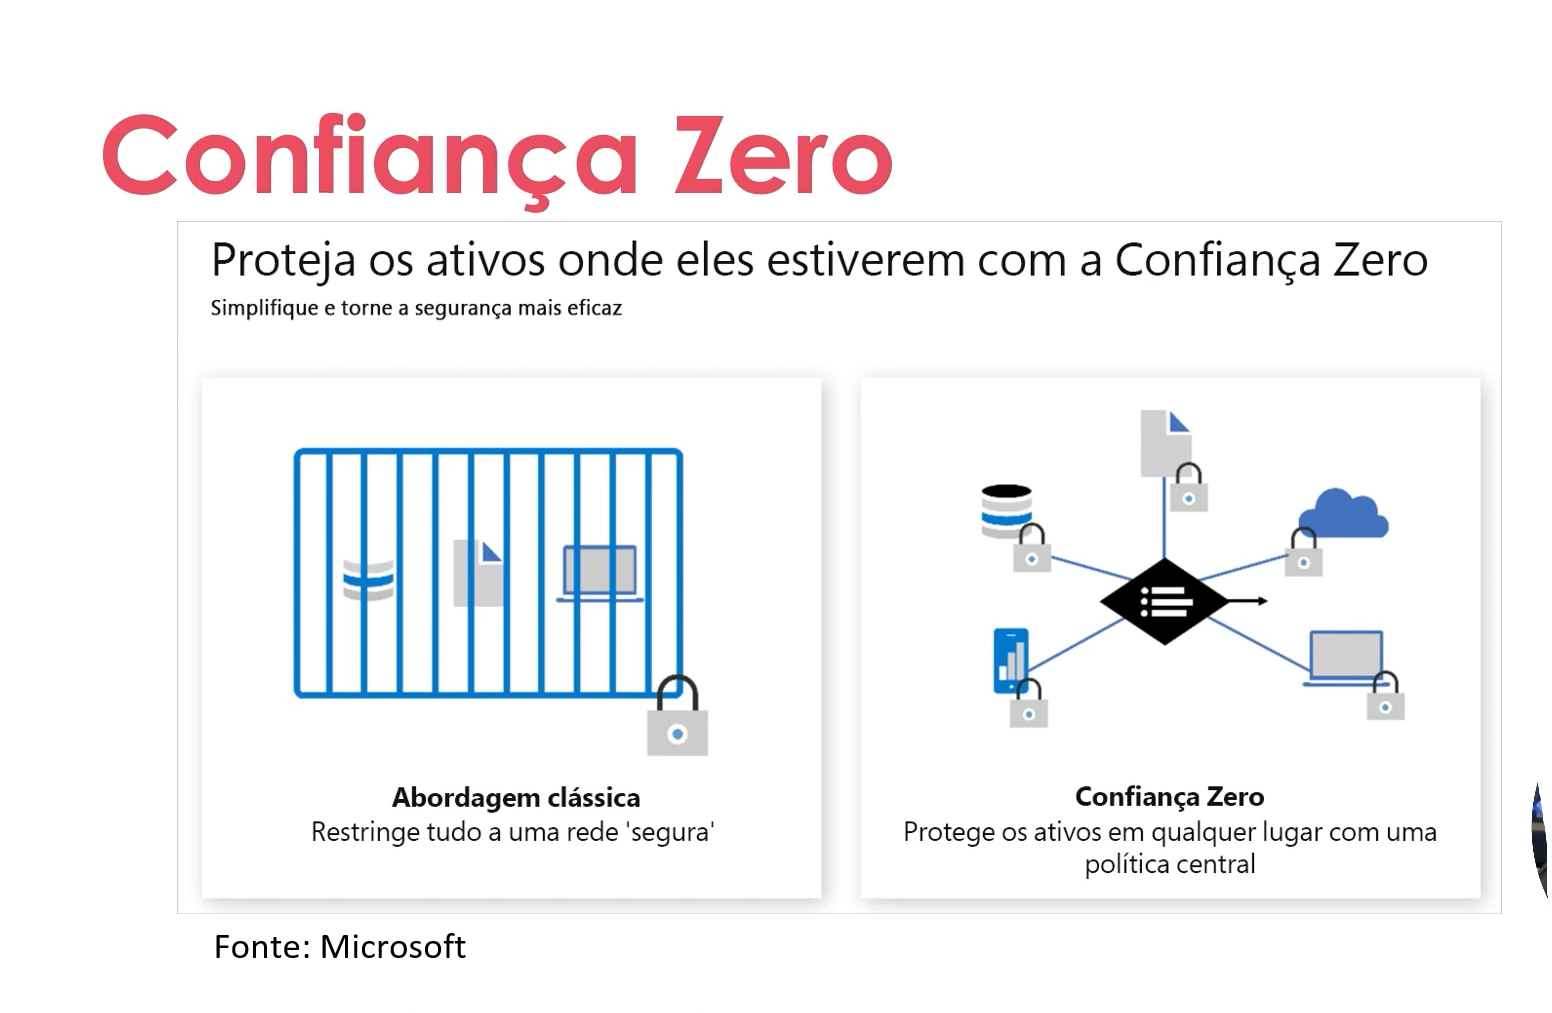 Confiança Zero
Proteja os ativos onde eles estiverem com a Confiança Zero
Simplifique e torne a segurança mais eficaz
Abordagem clássica
Restringe tudo a uma rede 'segura'
Confiança Zero
Protege os ativos em qualquer lugar com uma
política central
Fonte: Microsoft